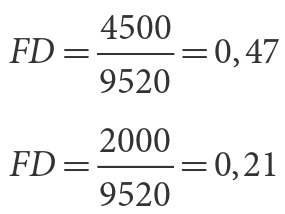 FD = 4500/9520 = 0,47
FD = 2000/9520 = 0,21